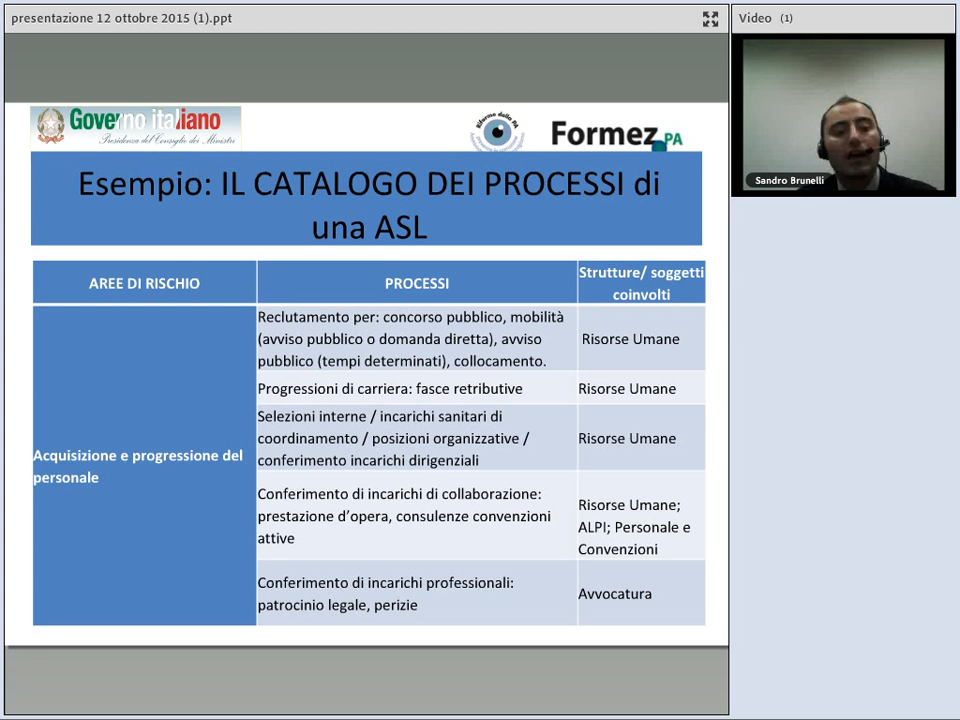 presentazione 12 ottobre 2015 (1).ppt
Video (1)
Sandro Brunelli
Governo italiano
Presidenza del Consiglio dei Ministri
Riforme della PA
Formez PA
Esempio: IL CATALOGO DEI PROCESSI di
una ASL
AREE DI RISCHIO
PROCESSI
Strutture/ soggetti
coinvolti
Acquisizione e progressione del
personale
Reclutamento per: concorso pubblico, mobilità
(avviso pubblico o domanda diretta), avviso
pubblico (tempi determinati), collocamento.
Risorse Umane
Progressioni di carriera: fasce retributive
Risorse Umane
Selezioni interne / incarichi sanitari di
coordinamento / posizioni organizzative /
conferimento incarichi dirigenziali
Risorse Umane
Conferimento di incarichi di collaborazione:
prestazione d’opera, consulenze convenzioni
attive
Risorse Umane;
ALPI; Personale e
Convenzioni
Conferimento di incarichi professionali:
patrocinio legale, perizie
Avvocatura